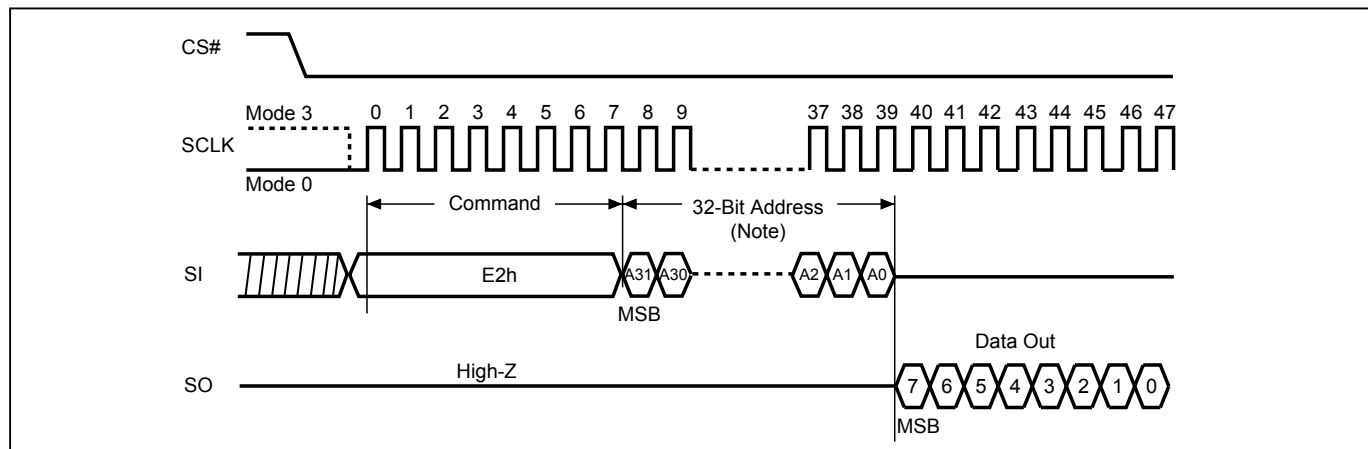 CS#
Mode 3
0 1 2 3 4 5 6 7 8 9 37 38 39 40 41 42 43 44 45 46 47
SCLK
Mode 0
Command
32-Bit Address
(Note)
SI
E2h
A31 A30 A2 A1 A0
MSB
Data Out
High-Z
SO
7 6 5 4 3 2 1 0
MSB